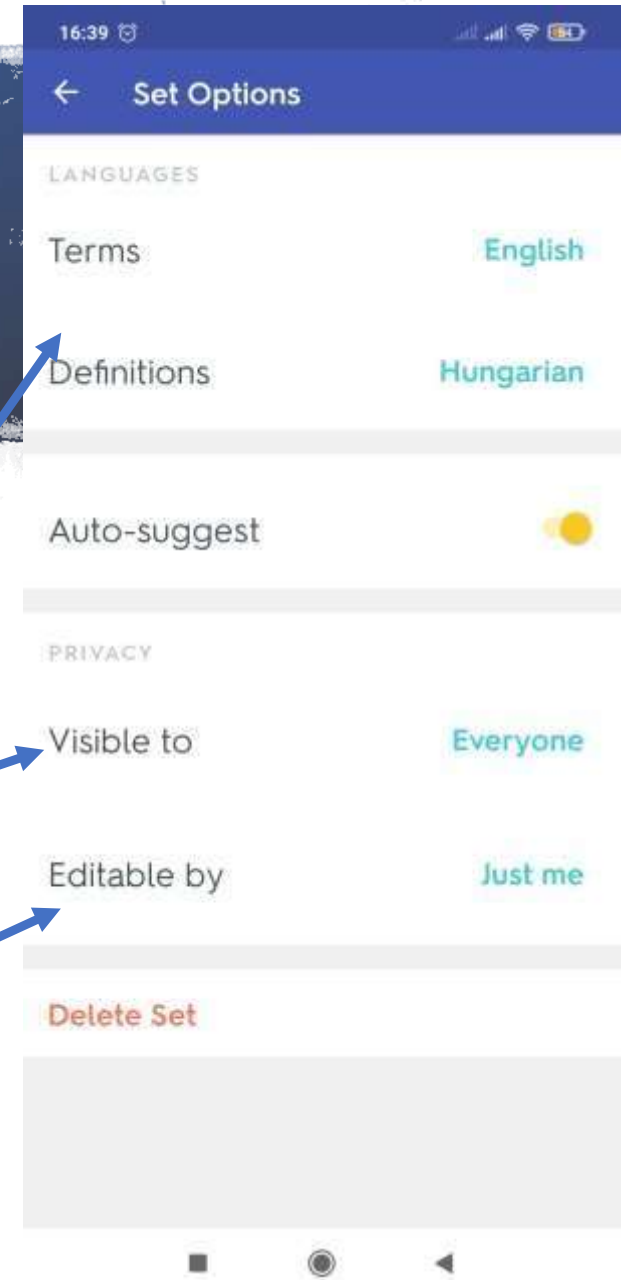 16:39
Set Options
LANGUAGES
Terms English
Definitions Hungarian
Auto-suggest
PRIVACY
Visible to Everyone
Editable by Just me
Delete Set